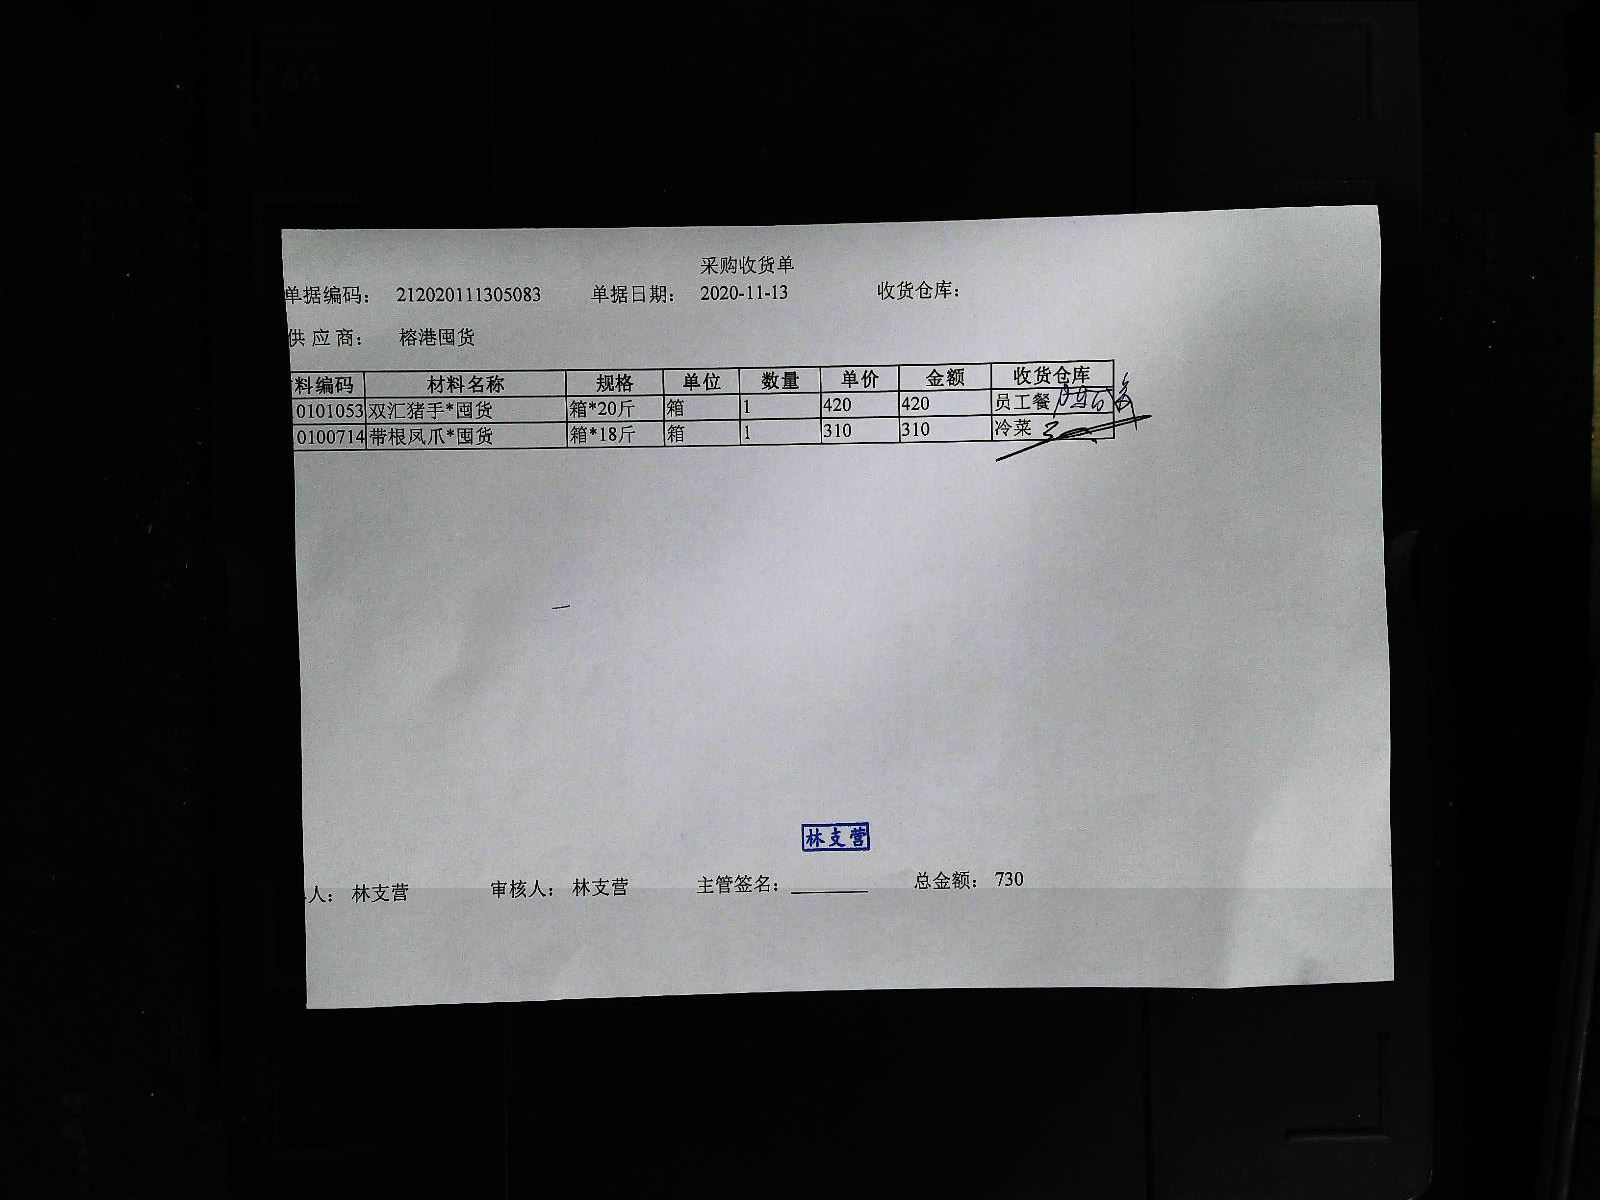 采购收货单
单据编码： 212020111305083 单据日期： 2020-11-13 收货仓库：
供 应 商： 榕港囤货
料编码 材料名称 规格 单位 数量 单价 金额 收货仓库
0101053 双汇猪手*囤货 箱*20斤 箱 1 420 420 员工餐
0100714 带根凤爪*囤货 箱*18斤 箱 1 310 310 冷菜
林支营
人： 林支营 审核人： 林支营 主管签名： 总金额： 730